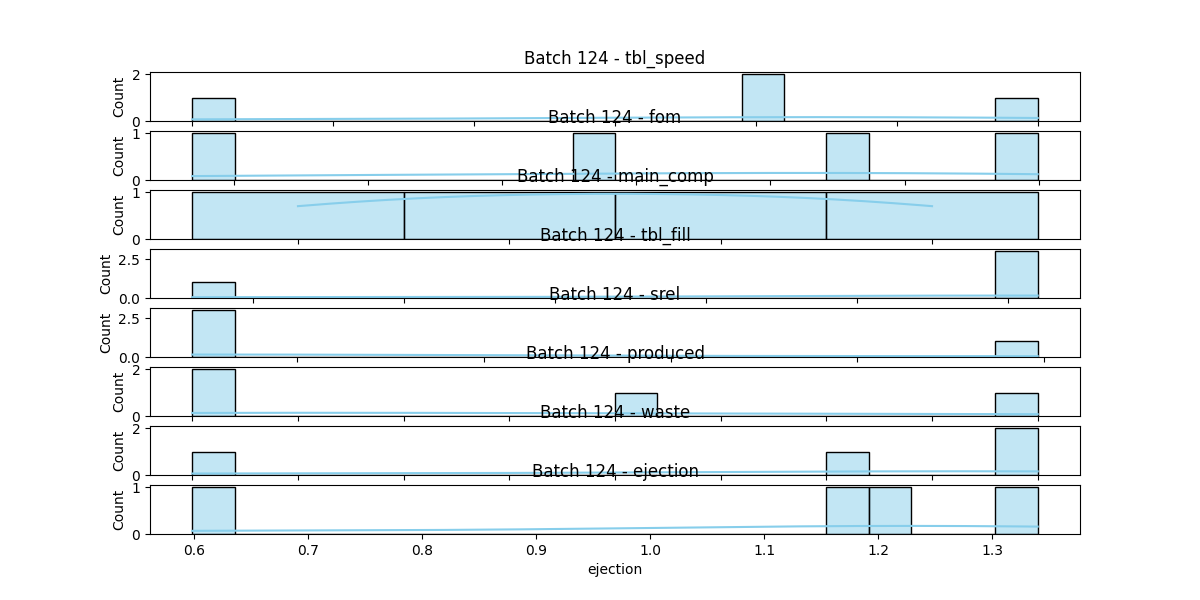 Batch 124 - tbl_speed
2
Count
0
Batch 124 - fom
1
Count
0
Batch 124 - main_comp
1
Count
0
Batch 124 - tbl_fill
2.5
Count
0.0
Batch 124 - srel
2.5
Count
0.0
Batch 124 - produced
2
Count
0
Batch 124 - waste
2
Count
0
Batch 124 - ejection
1
Count
0
0.6 0.7 0.8 0.9 1.0 1.1 1.2 1.3
ejection